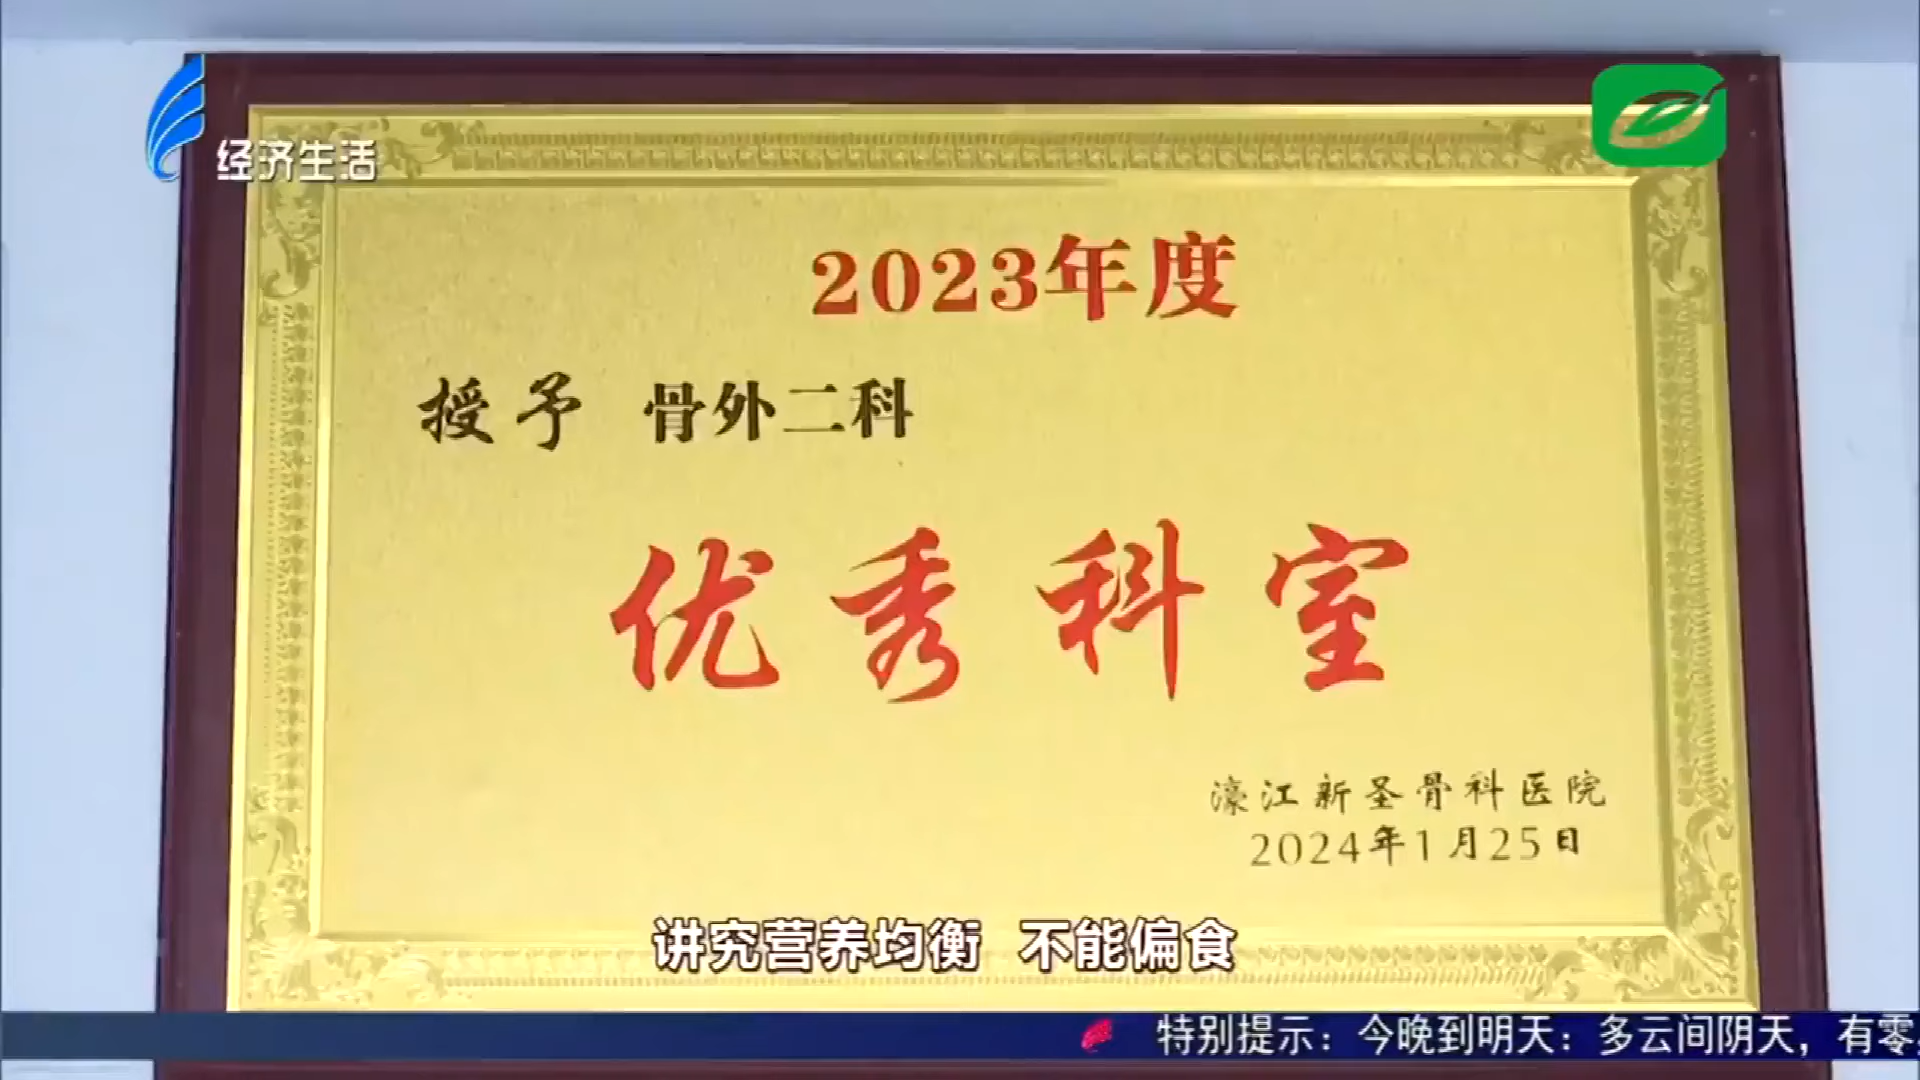 经济生活
2023年度
授予 骨外二科
优秀科室
濠江新圣骨科医院
2024年1月25日
讲究营养均衡 不能偏食
特别提示：今晚到明天：多云间阴天，有零